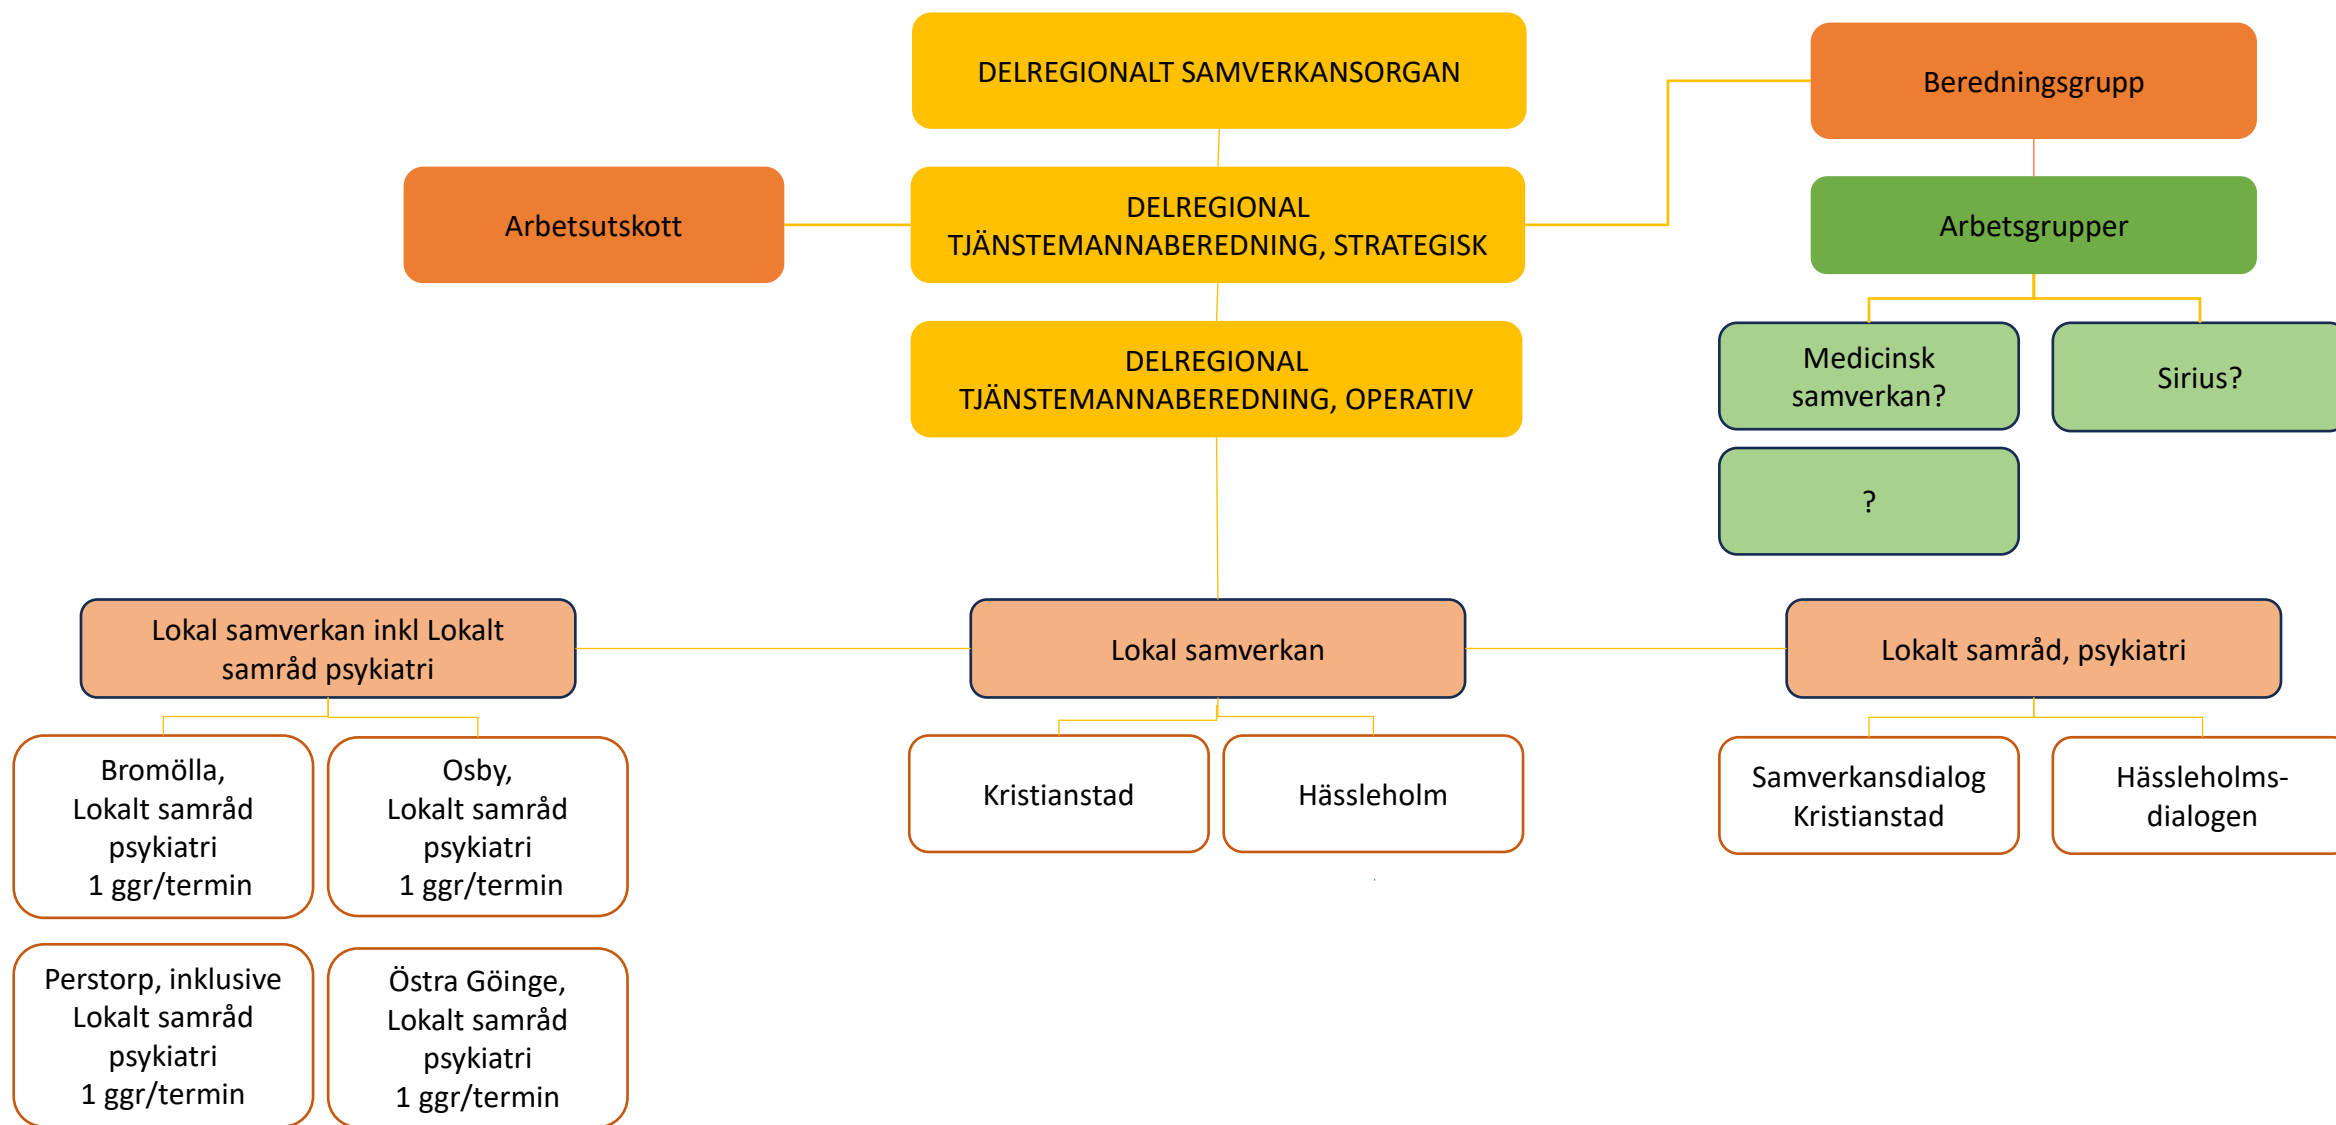 DELREGIONALT SAMVERKANSORGAN
Beredningsgrupp
Arbetsutskott
DELREGIONAL
TJÄNSTEMANNABEREDNING, STRATEGISK
Arbetsgrupper
DELREGIONAL
TJÄNSTEMANNABEREDNING, OPERATIV
Medicinsk
samverkan?
Sirius?
?
Lokal samverkan inkl Lokalt
samråd psykiatri
Lokal samverkan
Lokalt samråd, psykiatri
Bromölla,
Lokalt samråd
psykiatri
1 ggr/termin
Osby,
Lokalt samråd
psykiatri
1 ggr/termin
Kristianstad
Hässleholm
Samverkansdialog
Kristianstad
Hässleholms-
dialogen
Perstorp, inklusive
Lokalt samråd
psykiatri
1 ggr/termin
Östra Göinge,
Lokalt samråd
psykiatri
1 ggr/termin